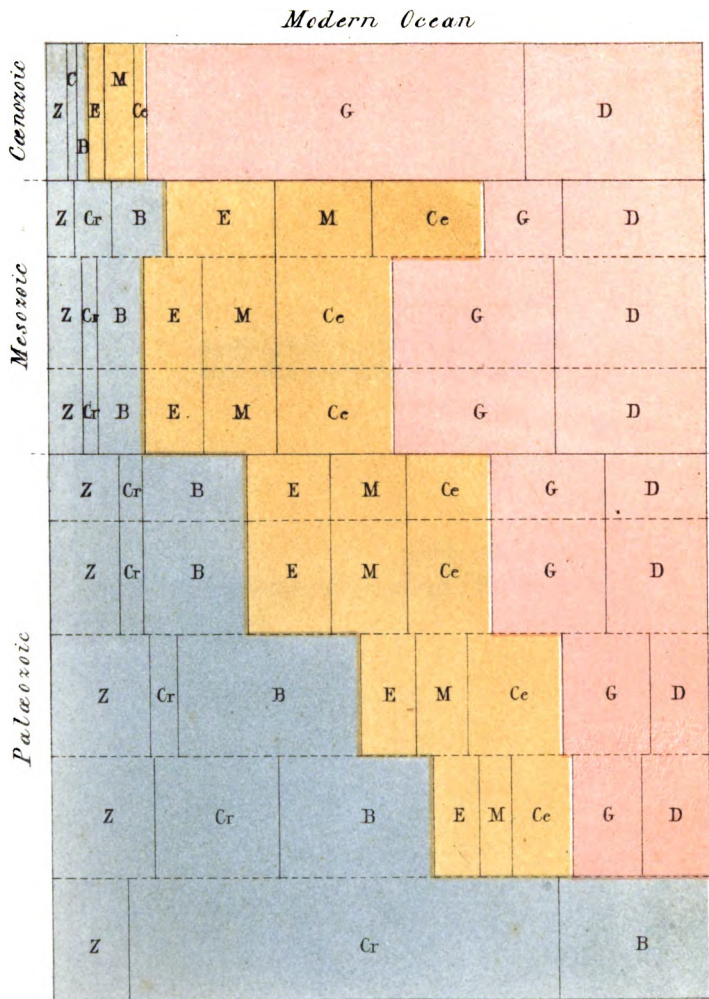 Modern Ocean
Cænozoic
C M
Z E Ce G D
B
Mesozoic
Z Cr B E M Ce G D
Z Cr B E M Ce G D
Z Cr B E M Ce G D
Palæozoic
Z Cr B E M Ce G D
Z Cr B E M Ce G D
Z Cr B E M Ce G D
Z Cr B E M Ce G D
Z Cr B